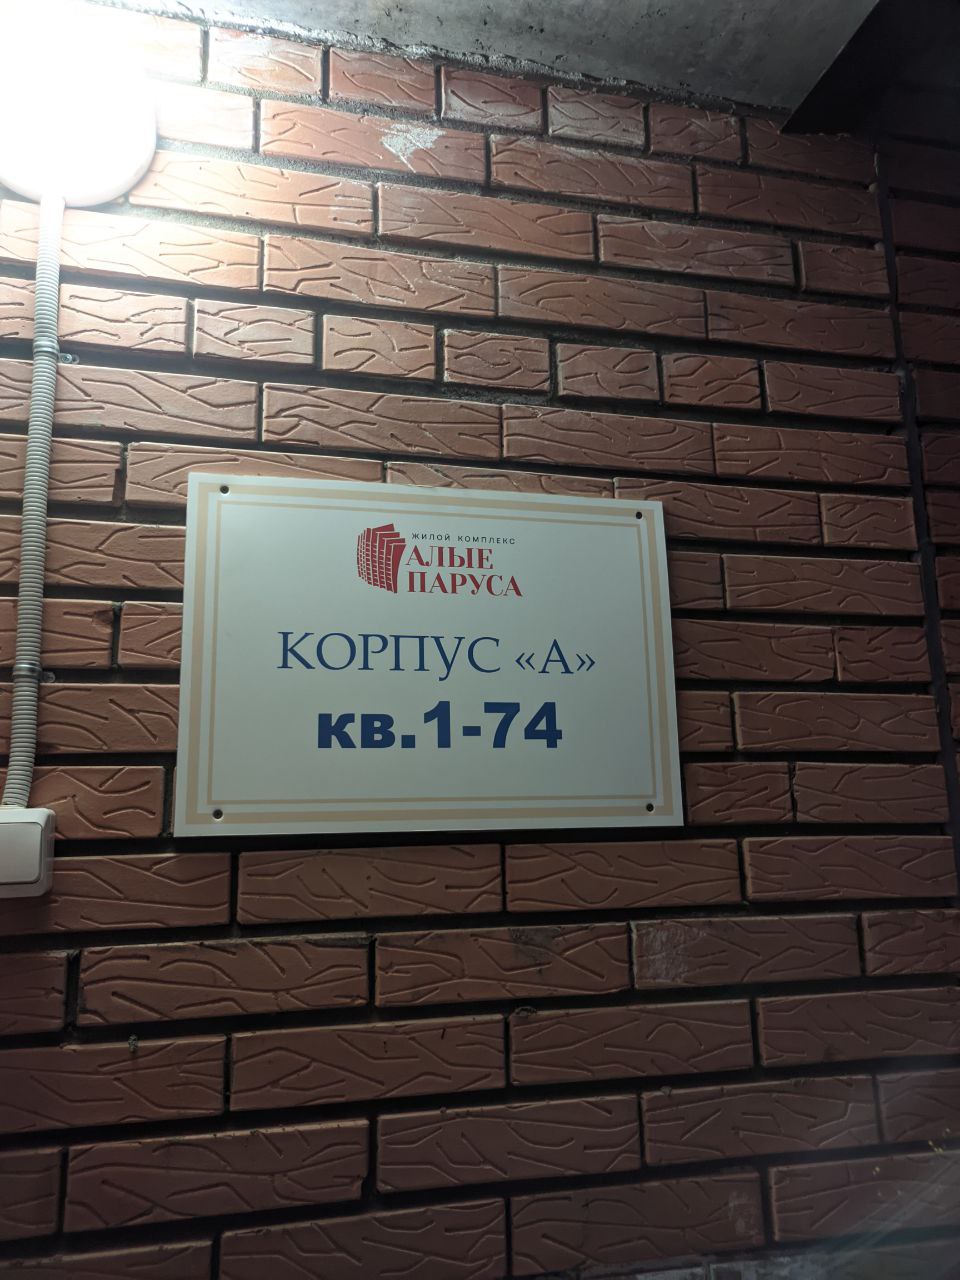 ЖИЛОЙ КОМПЛЕКС
АЛЫЕ
ПАРУСА
КОРПУС «А»
кв.1-74